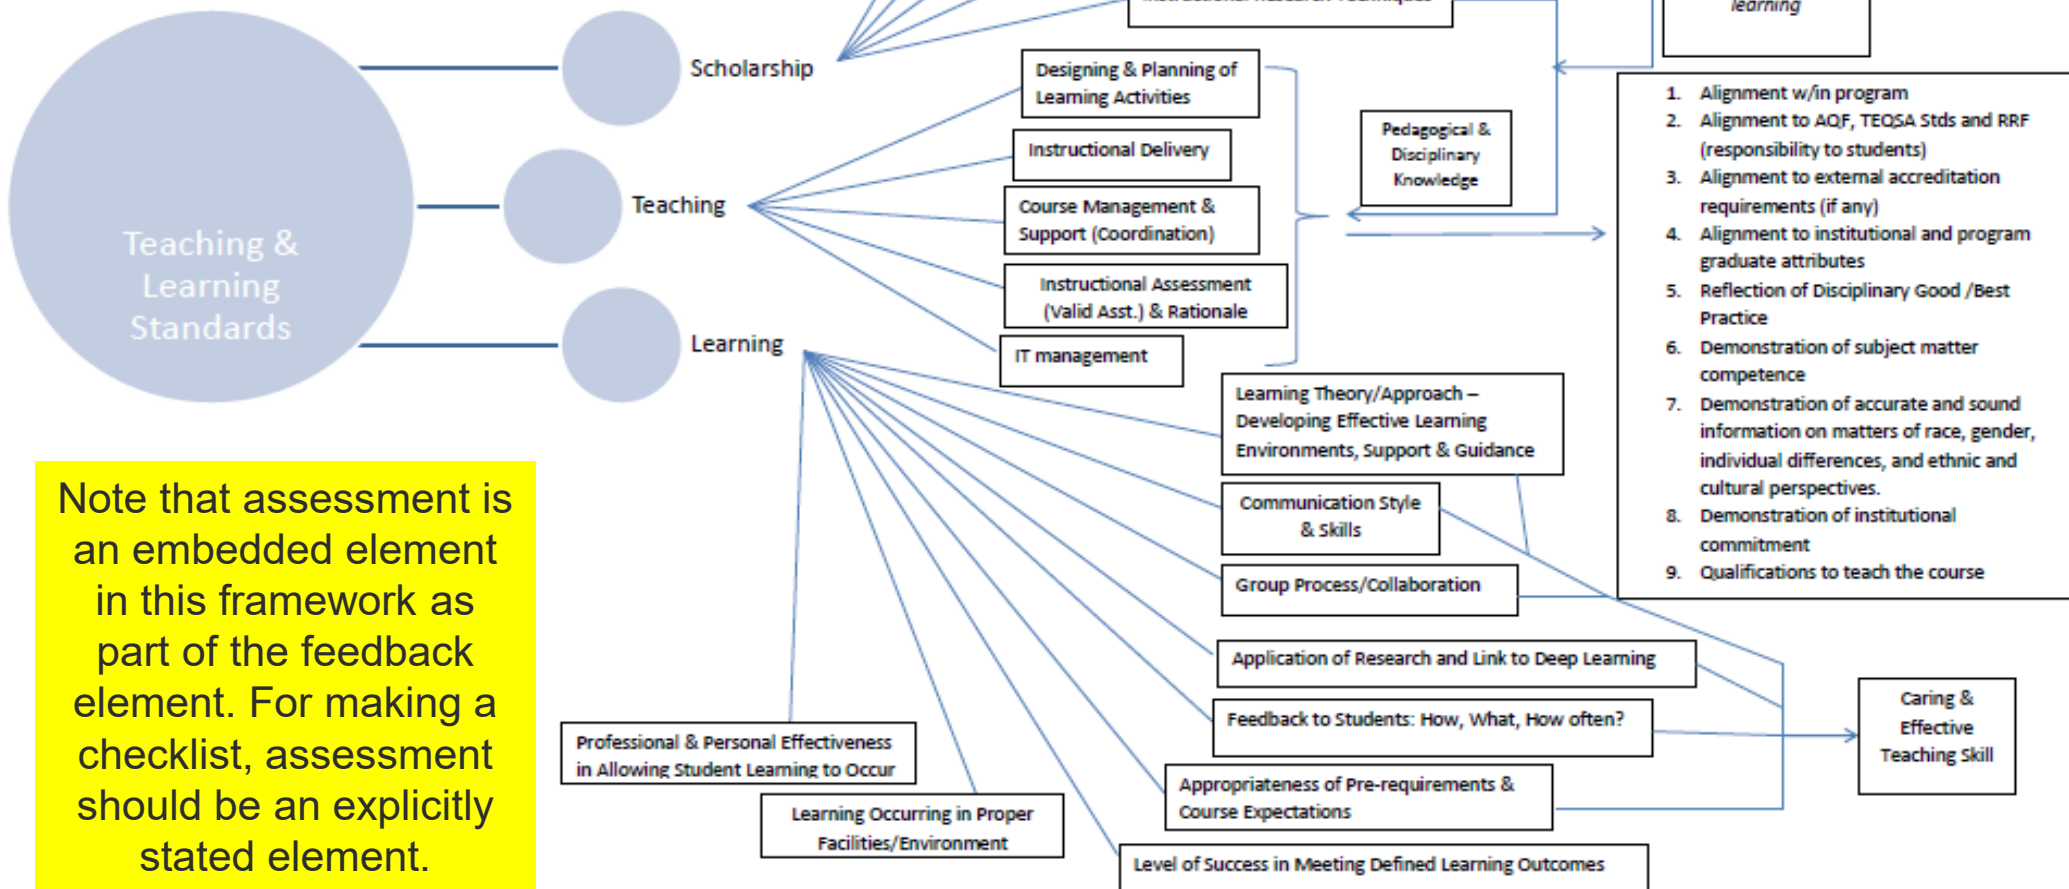 learning
Scholarship
Designing & Planning of
Learning Activities
Instructional Delivery
Teaching
Course Management &
Support (Coordination)
Instructional Assessment
(Valid Asst.) & Rationale
IT management
Pedagogical &
Disciplinary
Knowledge
1. Alignment w/in program
2. Alignment to AQF, TEQSA Stds and RRF
(responsibility to students)
3. Alignment to external accreditation
requirements (if any)
4. Alignment to institutional and program
graduate attributes
5. Reflection of Disciplinary Good /Best
Practice
6. Demonstration of subject matter
competence
7. Demonstration of accurate and sound
information on matters of race, gender,
individual differences, and ethnic and
cultural perspectives.
8. Demonstration of institutional
commitment
9. Qualifications to teach the course
Teaching &
Learning
Standards
Learning
Learning Theory/Approach –
Developing Effective Learning
Environments, Support & Guidance
Communication Style
& Skills
Group Process/Collaboration
Application of Research and Link to Deep Learning
Feedback to Students: How, What, How often?
Appropriateness of Pre-requirements &
Course Expectations
Level of Success in Meeting Defined Learning Outcomes
Caring &
Effective
Teaching Skill
Professional & Personal Effectiveness
in Allowing Student Learning to Occur
Learning Occurring in Proper
Facilities/Environment
Note that assessment is
an embedded element
in this framework as
part of the feedback
element. For making a
checklist, assessment
should be an explicitly
stated element.